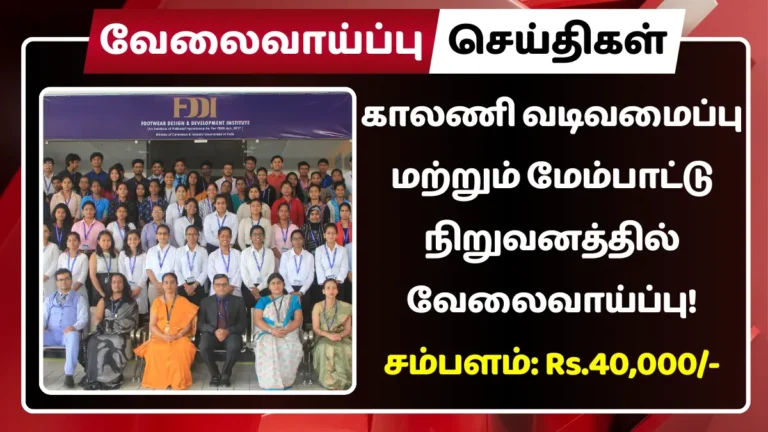 வேலைவாய்ப்பு செய்திகள்
FDDI
FOOTWEAR DESIGN & DEVELOPMENT INSTITUTE
காலணி வடிவமைப்பு
மற்றும் மேம்பாட்டு
நிறுவனத்தில்
வேலைவாய்ப்பு!
சம்பளம்: Rs.40,000/-